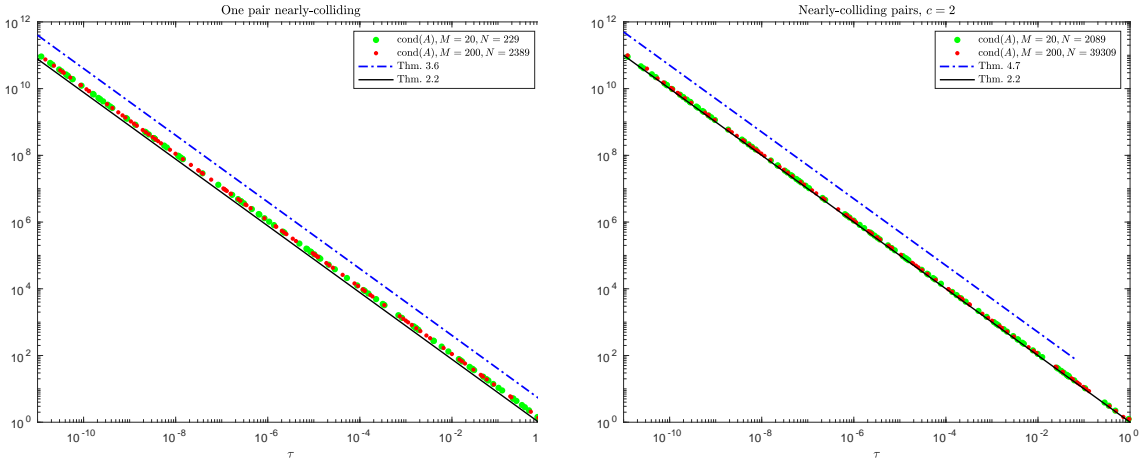 One pair nearly-colliding
10^12
10^10
10^8
10^6
10^4
10^2
10^0
cond(A), M = 20, N = 229
cond(A), M = 200, N = 2389
Thm. 3.6
Thm. 2.2
10^-10 10^-8 10^-6 10^-4 10^-2 1
τ
Nearly-colliding pairs, c = 2
10^12
10^10
10^8
10^6
10^4
10^2
10^0
cond(A), M = 20, N = 2089
cond(A), M = 200, N = 39309
Thm. 4.7
Thm. 2.2
10^-10 10^-8 10^-6 10^-4 10^-2 10^0
τ